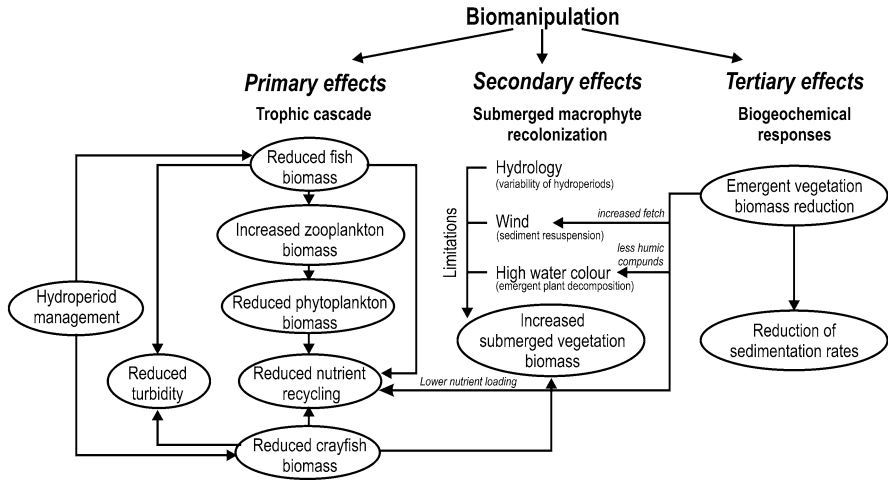 Biomanipulation
Primary effects
Trophic cascade
Reduced fish
biomass
Increased zooplankton
biomass
Reduced phytoplankton
biomass
Hydroperiod
management
Reduced
turbidity
Reduced nutrient
recycling
Reduced crayfish
biomass
Secondary effects
Submerged macrophyte
recolonization
Limitations
Hydrology
(variability of hydroperiods)
Wind
(sediment resuspension)
High water colour
(emergent plant decomposition)
Increased
submerged vegetation
biomass
increased fetch
less humic
compunds
Lower nutrient loading
Tertiary effects
Biogeochemical
responses
Emergent vegetation
biomass reduction
Reduction of
sedimentation rates